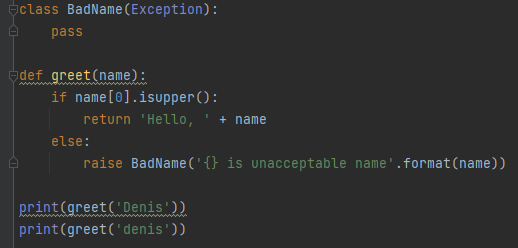 class BadName(Exception):
    pass

def greet(name):
    if name[0].isupper():
        return 'Hello, ' + name
    else:
        raise BadName('{} is unacceptable name'.format(name))

print(greet('Denis'))
print(greet('denis'))